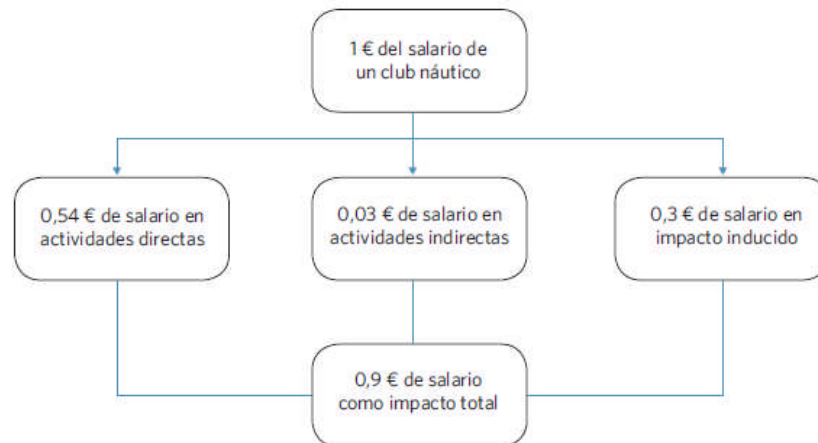 1 € del salario de
un club náutico
0,54 € de salario en
actividades directas
0,03 € de salario en
actividades indirectas
0,3 € de salario en
impacto inducido
0,9 € de salario
como impacto total